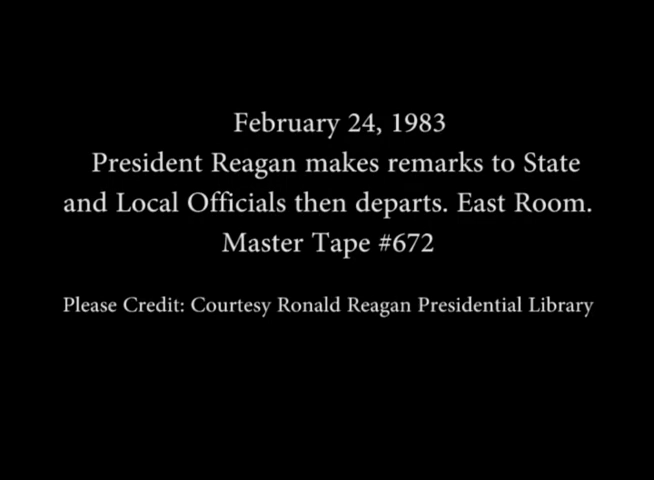 February 24, 1983
President Reagan makes remarks to State
and Local Officials then departs. East Room.
Master Tape #672
Please Credit: Courtesy Ronald Reagan Presidential Library